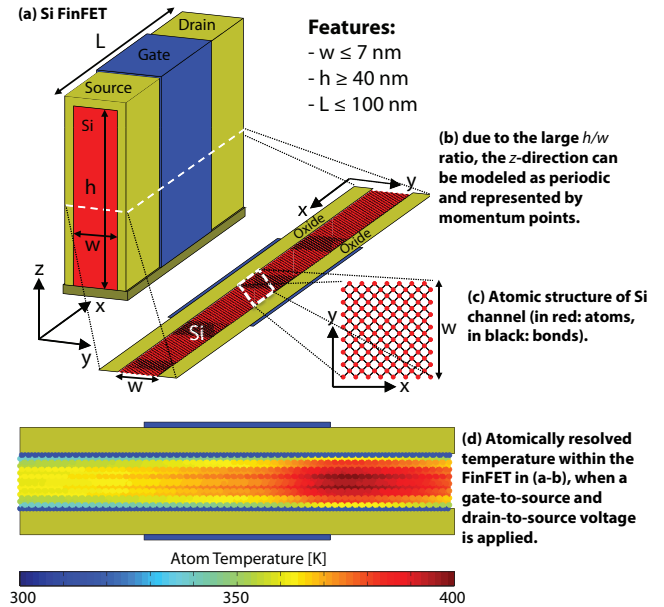 (a) Si FinFET
Drain
L
Gate
Source
Si
h
w
z
x
y
Features:
- w ≤ 7 nm
- h ≥ 40 nm
- L ≤ 100 nm
(b) due to the large h/w
ratio, the z-direction can
be modeled as periodic
and represented by
momentum points.
y
x
Oxide
Oxide
Si
w
y
w
x
(c) Atomic structure of Si
channel (in red: atoms,
in black: bonds).
(d) Atomically resolved
temperature within the
FinFET in (a-b), when a
gate-to-source and
drain-to-source voltage
is applied.
Atom Temperature [K]
300
350
400